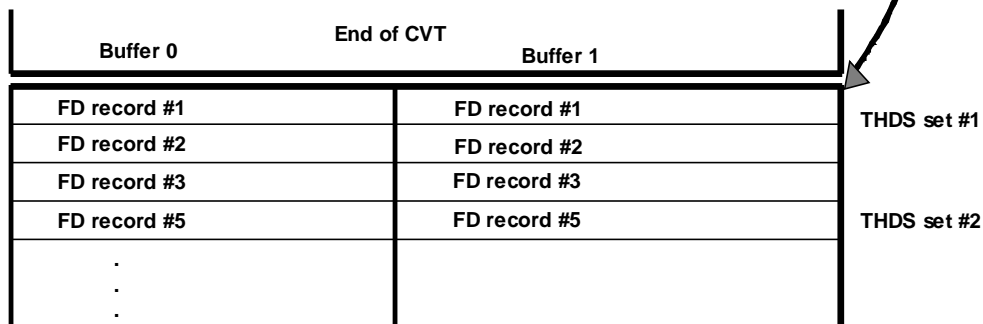 End of CVT
Buffer 0 Buffer 1
FD record #1 FD record #1 THDS set #1
FD record #2 FD record #2
FD record #3 FD record #3
FD record #5 FD record #5 THDS set #2
.
.
.